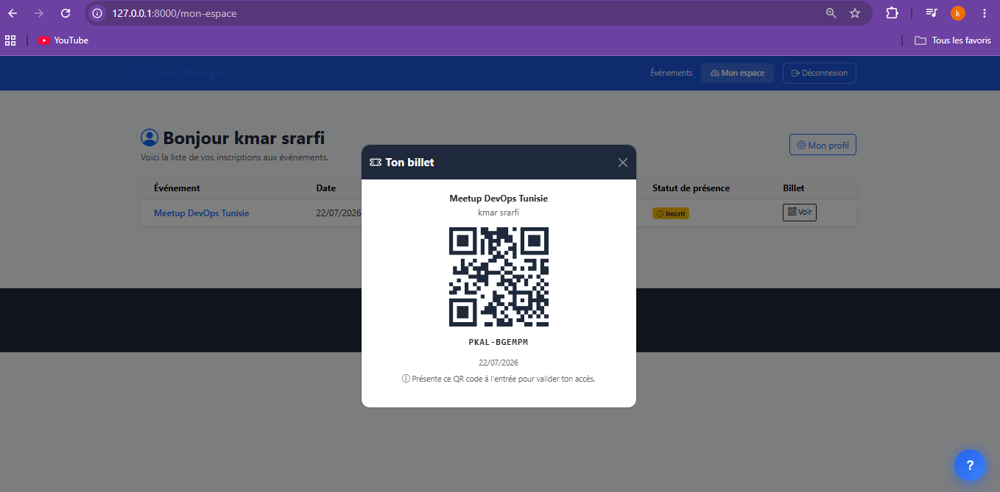 127.0.0.1:8000/mon-espace
k
YouTube
Tous les favoris
Event Manager
Événements
Mon espace
Déconnexion
Bonjour kmar srarfi
Voici la liste de vos inscriptions aux événements.
Mon profil
Événement
Date
Statut de présence
Billet
Meetup DevOps Tunisie
22/07/2026
Inscrit
Voir
Ton billet
Meetup DevOps Tunisie
kmar srarfi
PKAL-BGEMPM
22/07/2026
Présente ce QR code à l'entrée pour valider ton accès.
?